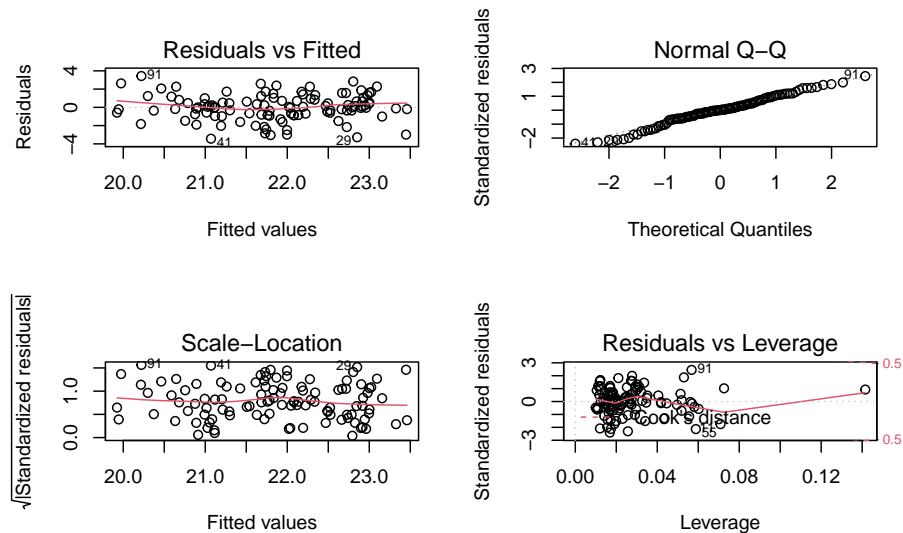 Residuals vs Fitted
Residuals
4
0
−4
91
41
29
20.0 21.0 22.0 23.0
Fitted values
Normal Q−Q
Standardized residuals
3
1
−2
91
41
−2 −1 0 1 2
Theoretical Quantiles
Scale−Location
√|Standardized residuals|
1.0
0.0
91
41
29
20.0 21.0 22.0 23.0
Fitted values
Residuals vs Leverage
Standardized residuals
3
0
−3
91
55
Cook's distance
0.5
0.5
0.00 0.04 0.08 0.12
Leverage